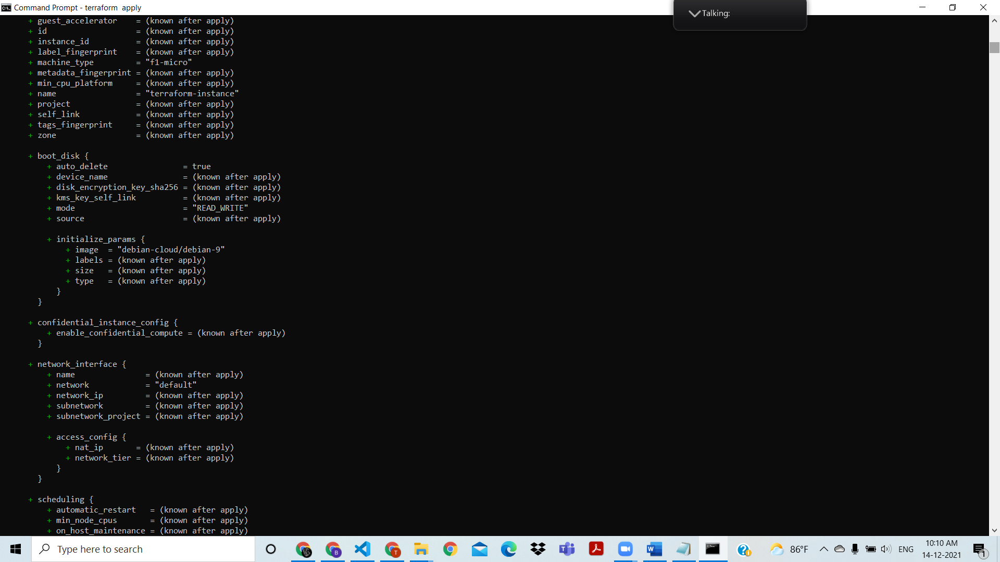 Command Prompt - terraform  apply
Talking:
+ guest_accelerator    = (known after apply)
+ id                   = (known after apply)
+ instance_id          = (known after apply)
+ label_fingerprint    = (known after apply)
+ machine_type         = "f1-micro"
+ metadata_fingerprint = (known after apply)
+ min_cpu_platform     = (known after apply)
+ name                 = "terraform-instance"
+ project              = (known after apply)
+ self_link            = (known after apply)
+ tags_fingerprint     = (known after apply)
+ zone                 = (known after apply)
+ boot_disk {
+ auto_delete                = true
+ device_name                = (known after apply)
+ disk_encryption_key_sha256 = (known after apply)
+ kms_key_self_link          = (known after apply)
+ mode                       = "READ_WRITE"
+ source                     = (known after apply)
+ initialize_params {
+ image  = "debian-cloud/debian-9"
+ labels = (known after apply)
+ size   = (known after apply)
+ type   = (known after apply)
}
}
+ confidential_instance_config {
+ enable_confidential_compute = (known after apply)
}
+ network_interface {
+ name               = (known after apply)
+ network            = "default"
+ network_ip         = (known after apply)
+ subnetwork         = (known after apply)
+ subnetwork_project = (known after apply)
+ access_config {
+ nat_ip       = (known after apply)
+ network_tier = (known after apply)
}
}
+ scheduling {
+ automatic_restart   = (known after apply)
+ min_node_cpus       = (known after apply)
+ on_host_maintenance = (known after apply)
Type here to search
86°F
ENG
10:10 AM
14-12-2021
1